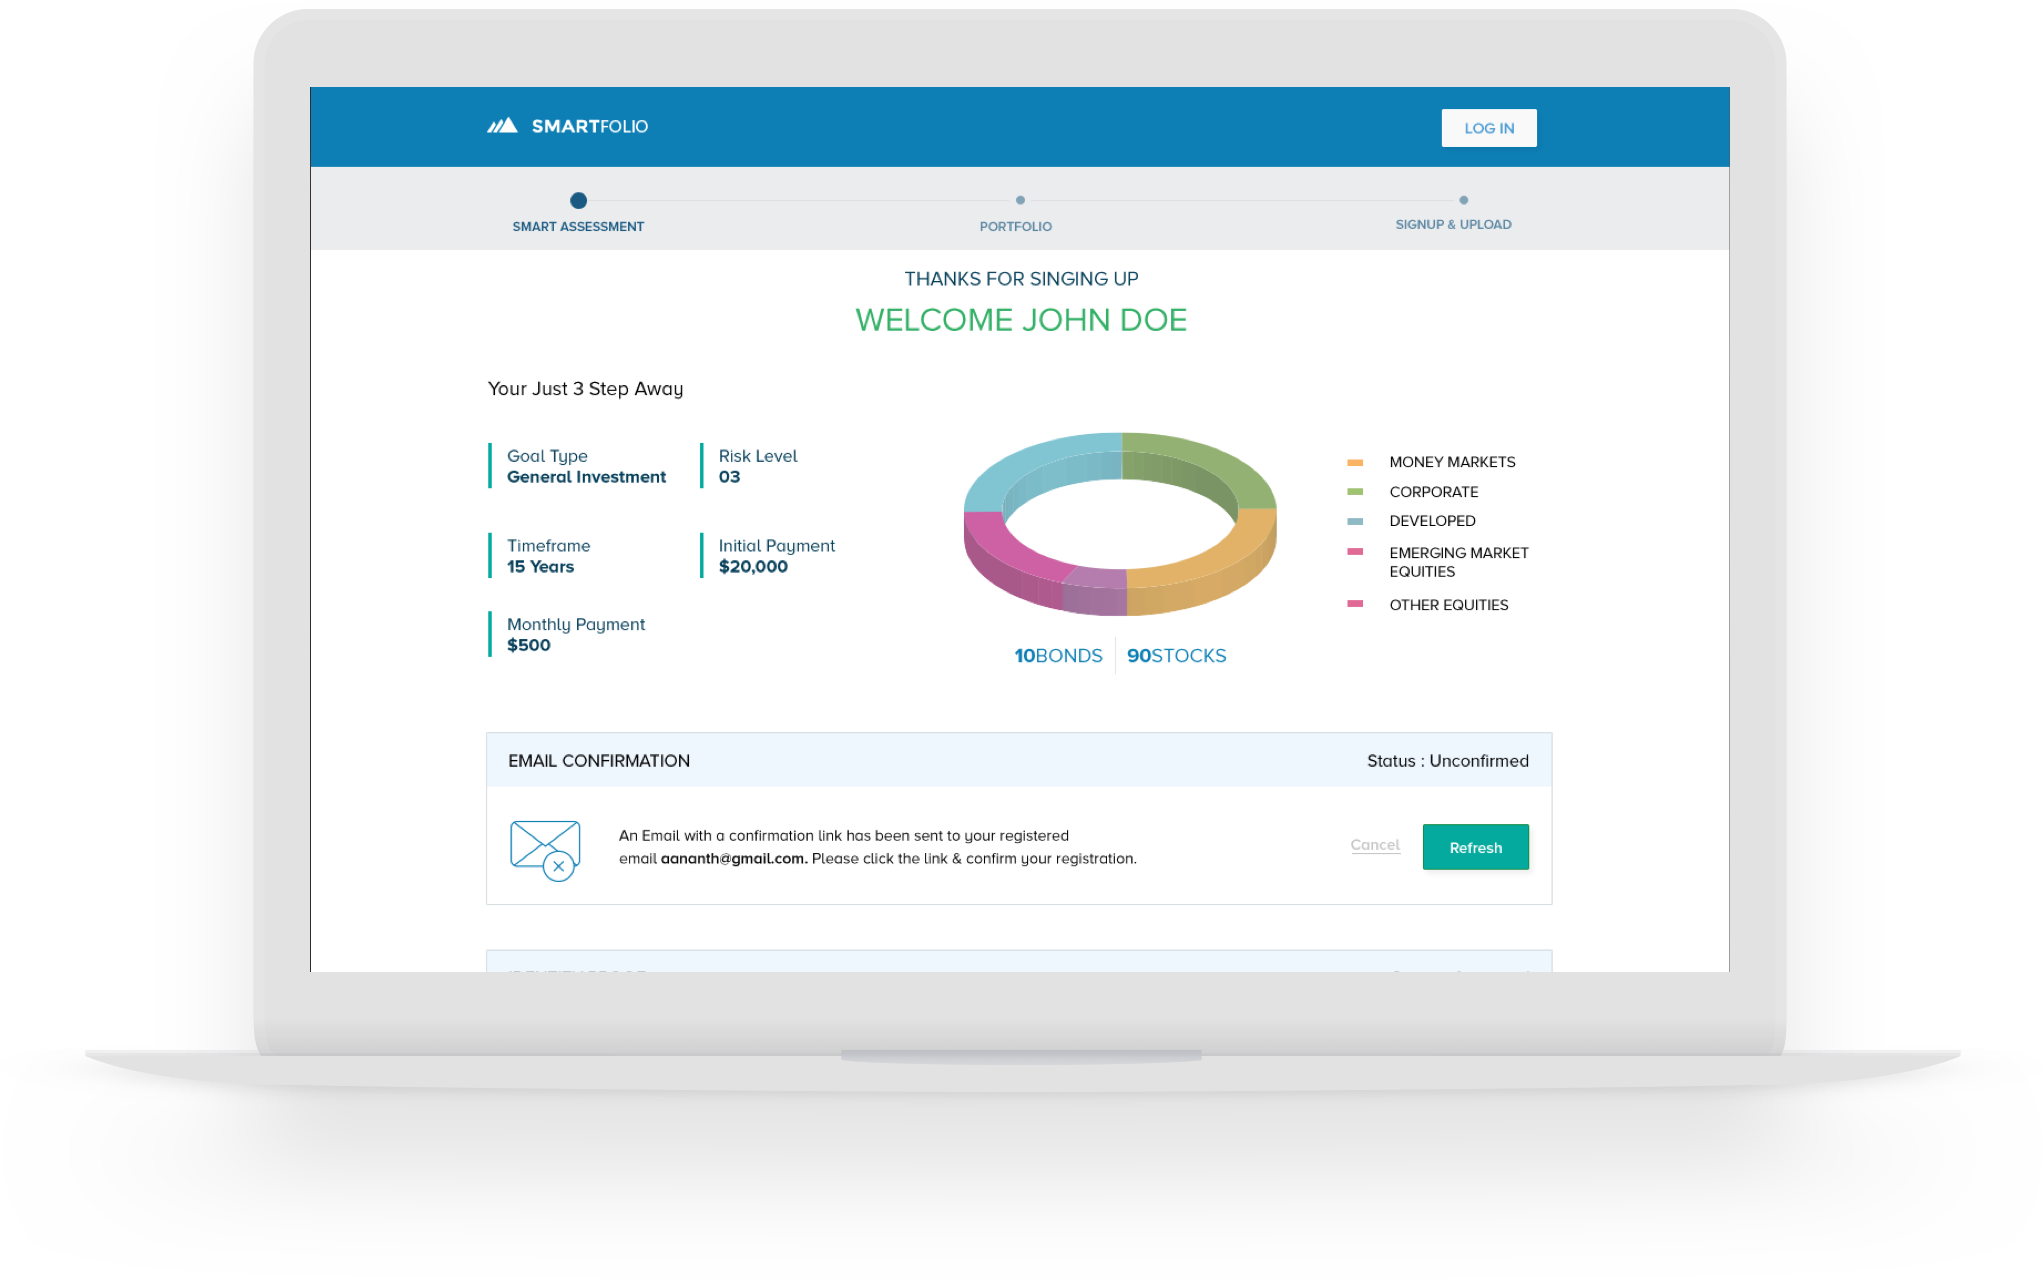 SMARTFOLIO
LOG IN
SMART ASSESSMENT
PORTFOLIO
SIGNUP & UPLOAD
THANKS FOR SINGING UP
WELCOME JOHN DOE
Your Just 3 Step Away
Goal Type
General Investment
Risk Level
03
Timeframe
15 Years
Initial Payment
$20,000
Monthly Payment
$500
MONEY MARKETS
CORPORATE
DEVELOPED
EMERGING MARKET
EQUITIES
OTHER EQUITIES
10BONDS
90STOCKS
EMAIL CONFIRMATION
Status : Unconfirmed
An Email with a confirmation link has been sent to your registered
email aananth@gmail.com. Please click the link & confirm your registration.
Cancel
Refresh